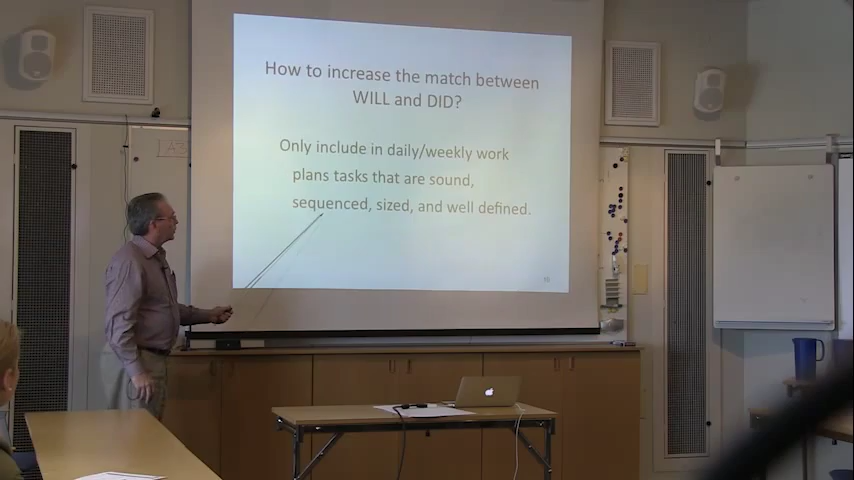 How to increase the match between
WILL and DID?
Only include in daily/weekly work
plans tasks that are sound,
sequenced, sized, and well defined.